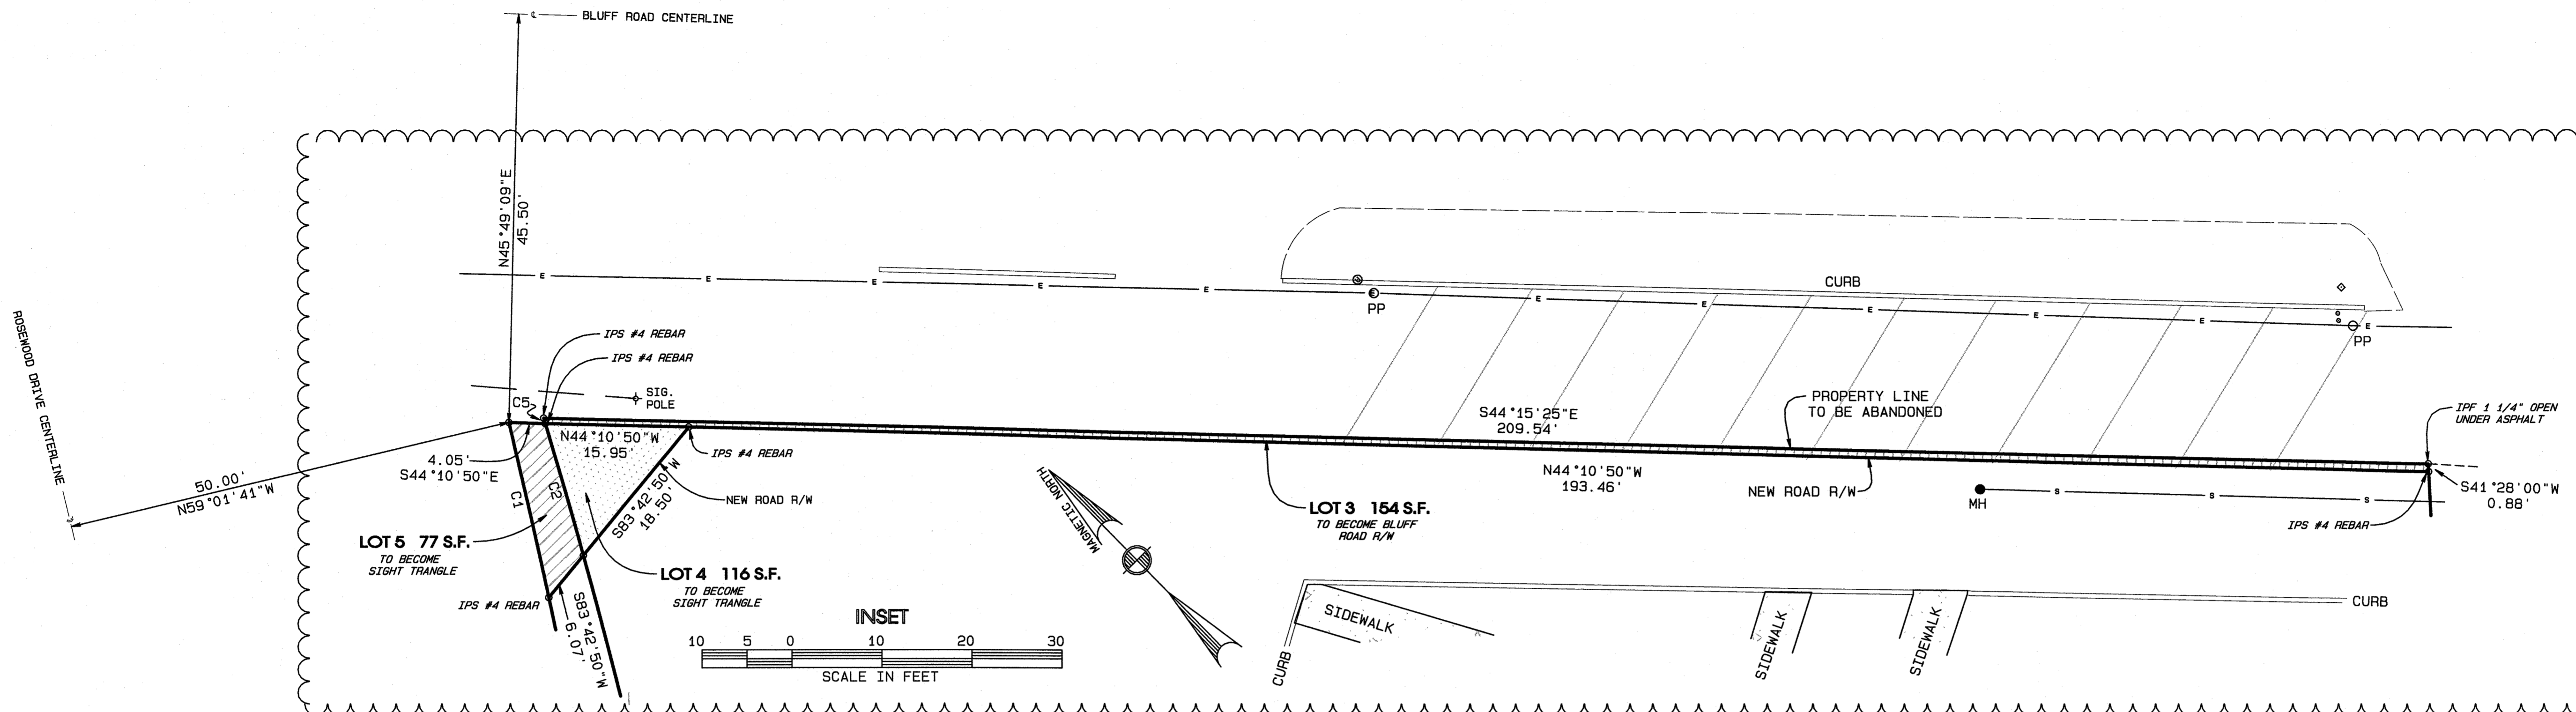 ℄ BLUFF ROAD CENTERLINE
N45°49'09"E
45.50'
ROSEWOOD DRIVE CENTERLINE
50.00'
N59°01'41"W
E E E E E E E E E E E E
CURB
PP
PP
IPS #4 REBAR
IPS #4 REBAR
SIG.
POLE
C5
N44°10'50"W
15.95'
4.05'
S44°10'50"E
C1
C2
IPS #4 REBAR
S83°42'50"W
18.50'
NEW ROAD R/W
LOT 5 77 S.F.
TO BECOME
SIGHT TRANGLE
LOT 4 116 S.F.
TO BECOME
SIGHT TRANGLE
IPS #4 REBAR
S83°42'50"W
6.07'
INSET
10 5 0 10 20 30
SCALE IN FEET
MAGNETIC NORTH
S44°15'25"E
209.54'
PROPERTY LINE
TO BE ABANDONED
N44°10'50"W
193.46'
NEW ROAD R/W
LOT 3 154 S.F.
TO BECOME BLUFF
ROAD R/W
MH
S S S
IPF 1 1/4" OPEN
UNDER ASPHALT
S41°28'00"W
0.88'
IPS #4 REBAR
SIDEWALK
CURB
SIDEWALK
SIDEWALK
CURB